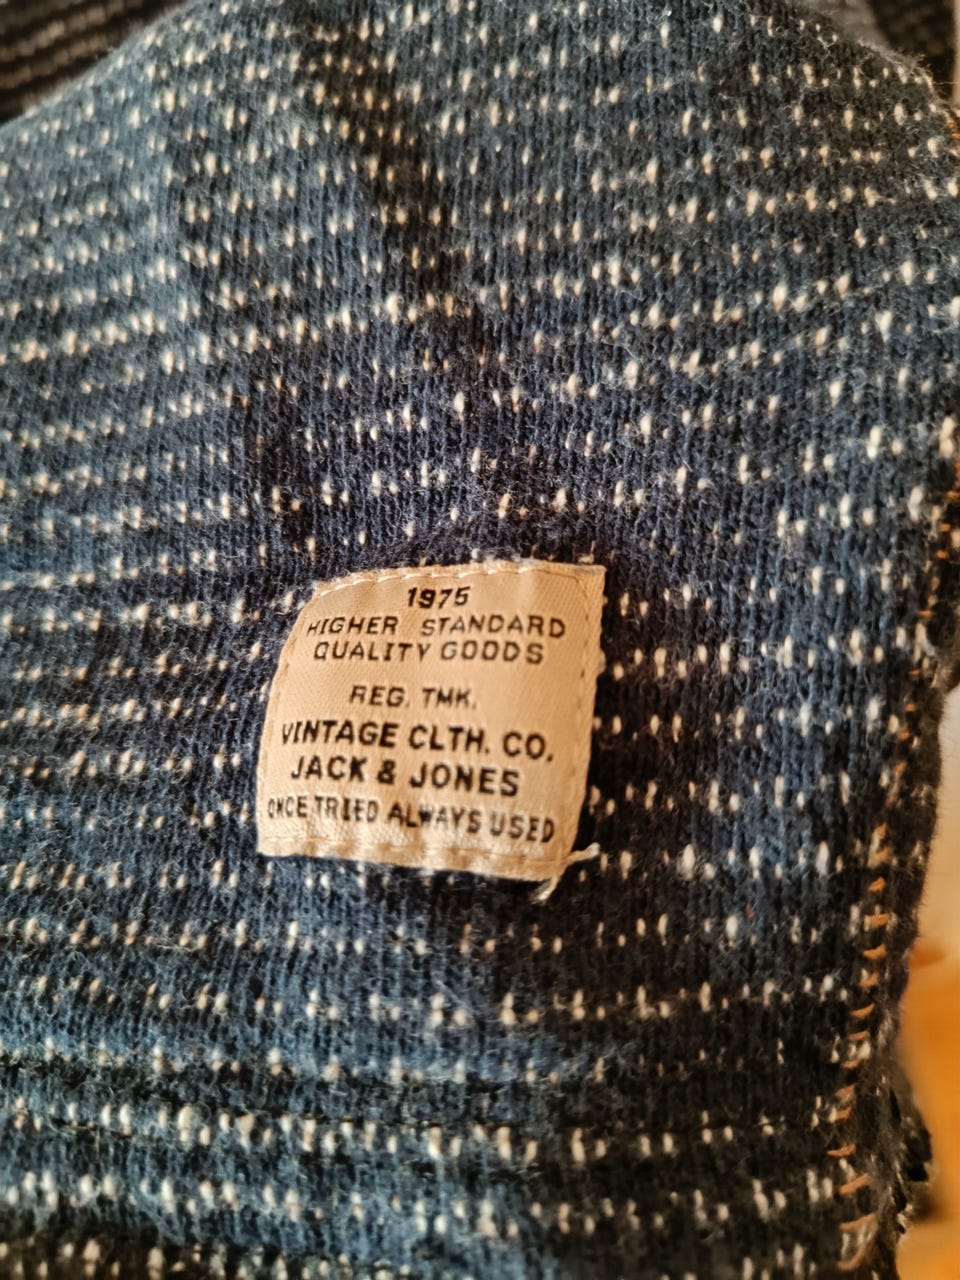 1975
HIGHER STANDARD
QUALITY GOODS
REG. TMK.
VINTAGE CLTH. CO.
JACK & JONES
ONCE TRIED ALWAYS USED